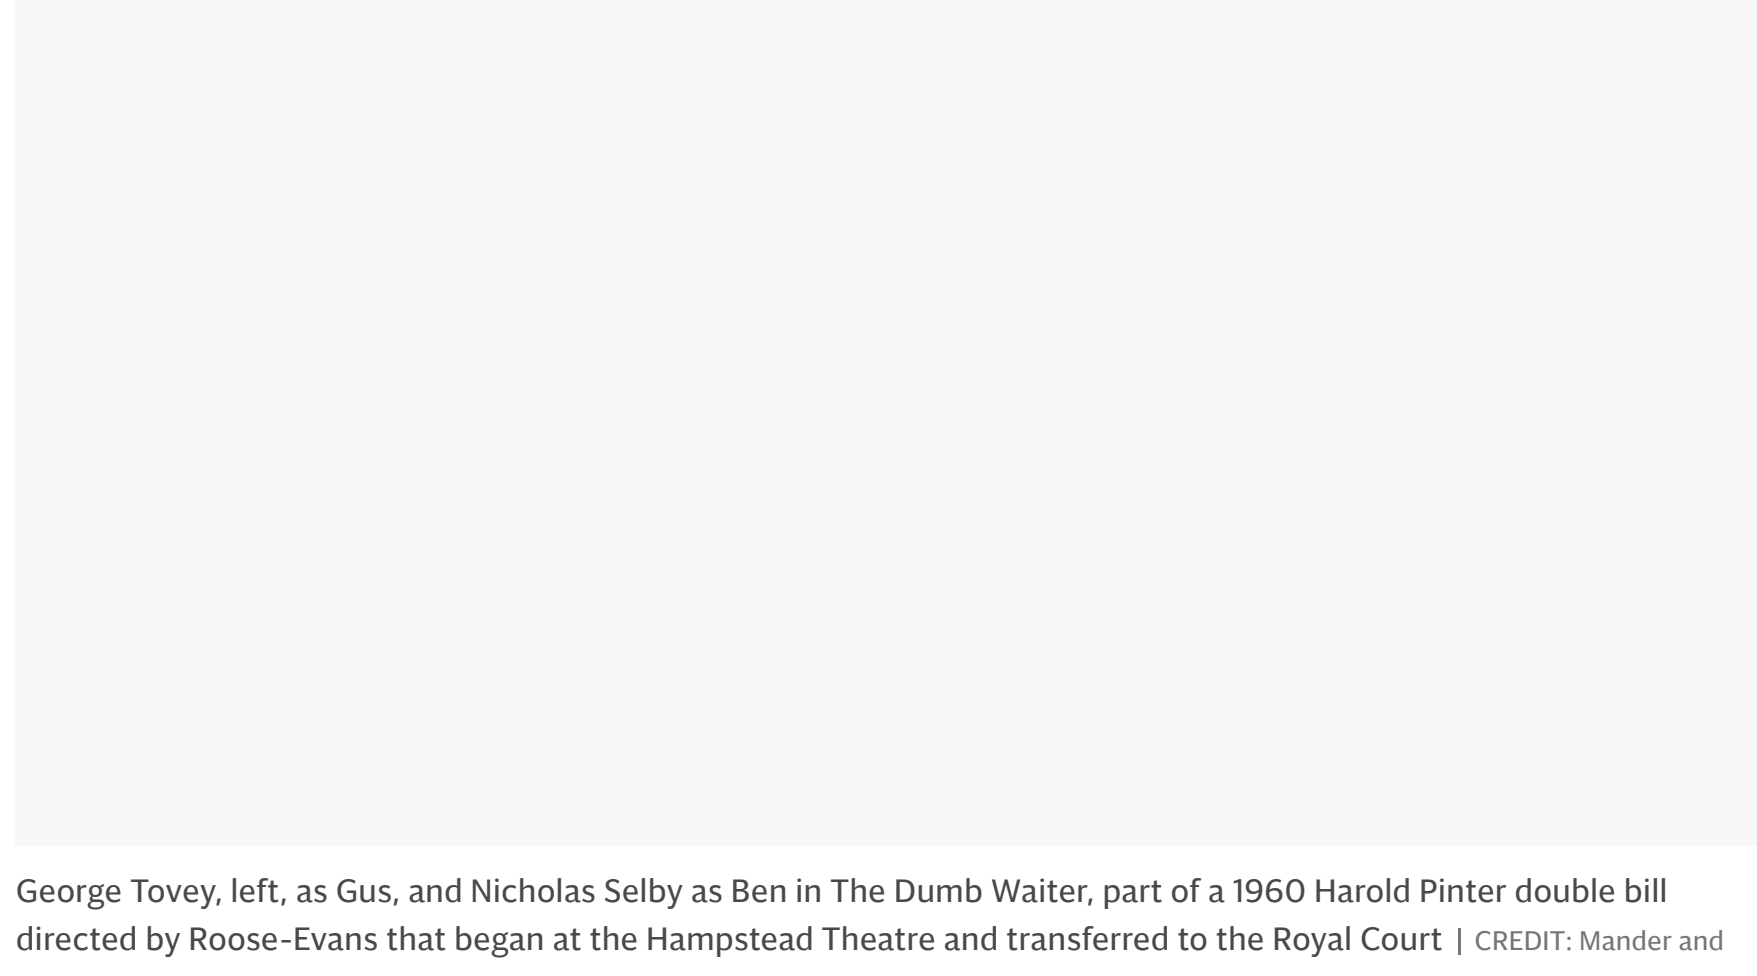 George Tovey, left, as Gus, and Nicholas Selby as Ben in The Dumb Waiter, part of a 1960 Harold Pinter double bill
directed by Roose-Evans that began at the Hampstead Theatre and transferred to the Royal Court | CREDIT: Mander and